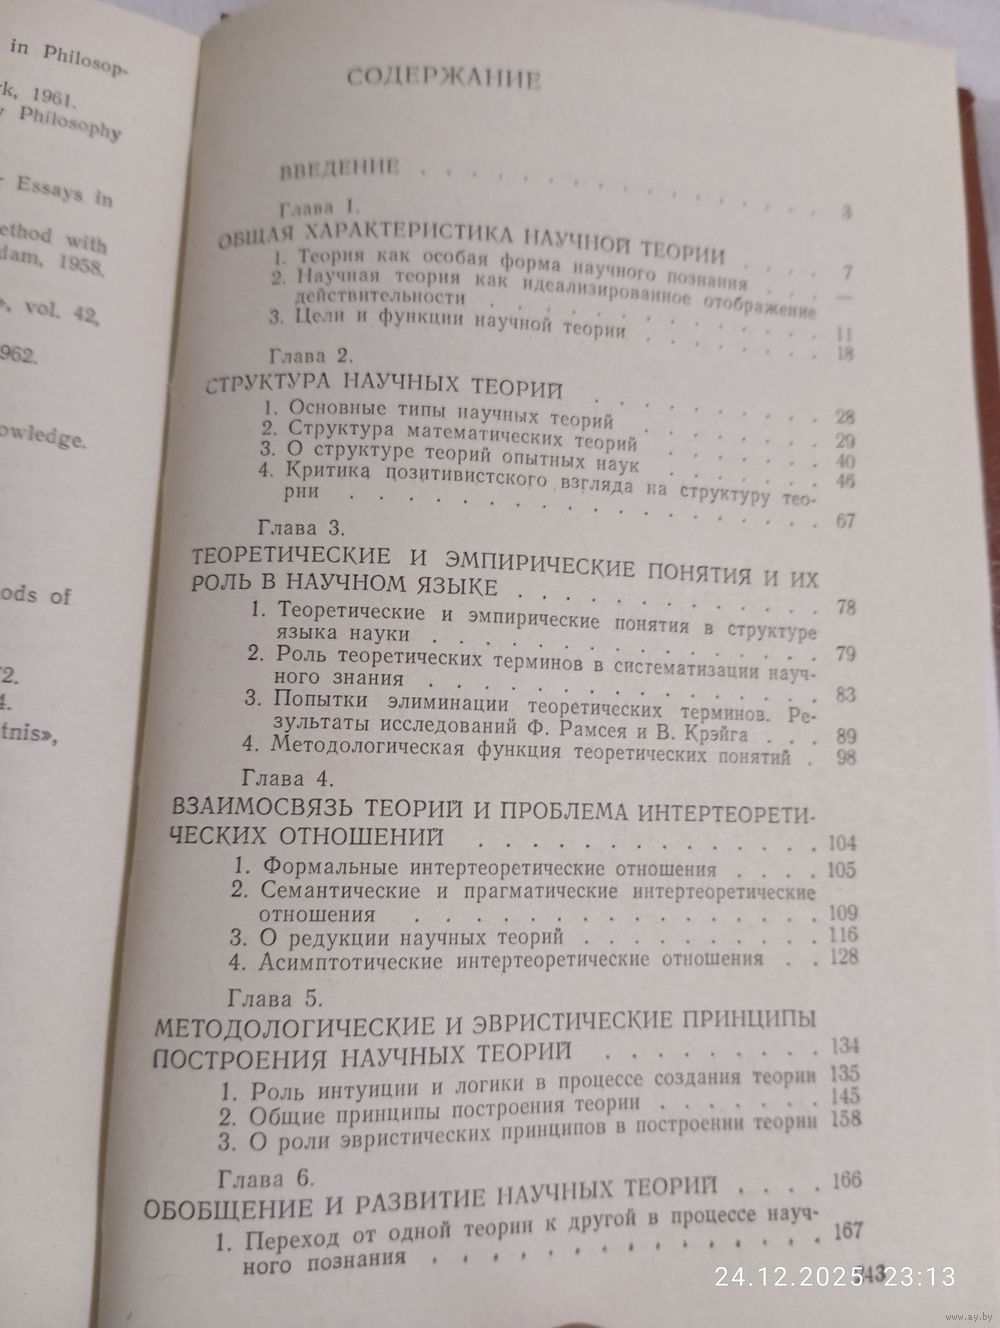 in Philosop-
k, 1961.
Philosophy
Essays in
ethod with
dam, 1958.
vol. 42,
962.
owledge.
ods of
72.
4.
tnis»,
СОДЕРЖАНИЕ
ВВЕДЕНИЕ . . . . . . . . . . . . . . 3
Глава 1.
ОБЩАЯ ХАРАКТЕРИСТИКА НАУЧНОЙ ТЕОРИИ . . . . 7
1. Теория как особая форма научного познания . . . . —
2. Научная теория как идеализированное отображение
действительности . . . . . . . . . . . . 11
3. Цели и функции научной теории . . . . . . . 18
Глава 2.
СТРУКТУРА НАУЧНЫХ ТЕОРИЙ . . . . . . . . . 28
1. Основные типы научных теорий . . . . . . . 29
2. Структура математических теорий . . . . . . . 40
3. О структуре теорий опытных наук . . . . . . . 46
4. Критика позитивистского взгляда на структуру тео-
рии . . . . . . . . . . . . . . . . 67
Глава 3.
ТЕОРЕТИЧЕСКИЕ И ЭМПИРИЧЕСКИЕ ПОНЯТИЯ И ИХ
РОЛЬ В НАУЧНОМ ЯЗЫКЕ . . . . . . . . . . . . 78
1. Теоретические и эмпирические понятия в структуре
языка науки . . . . . . . . . . . . . . 79
2. Роль теоретических терминов в систематизации науч-
ного знания . . . . . . . . . . . . . . 83
3. Попытки элиминации теоретических терминов. Ре-
зультаты исследований Ф. Рамсея и В. Крэйга . . . 89
4. Методологическая функция теоретических понятий . 98
Глава 4.
ВЗАИМОСВЯЗЬ ТЕОРИЙ И ПРОБЛЕМА ИНТЕРТЕОРЕТИ-
ЧЕСКИХ ОТНОШЕНИЙ . . . . . . . . . . . . . 104
1. Формальные интертеоретические отношения . . . . 105
2. Семантические и прагматические интертеоретические
отношения . . . . . . . . . . . . . . . 109
3. О редукции научных теорий . . . . . . . . . . 116
4. Асимптотические интертеоретические отношения . . 128
Глава 5.
МЕТОДОЛОГИЧЕСКИЕ И ЭВРИСТИЧЕСКИЕ ПРИНЦИПЫ
ПОСТРОЕНИЯ НАУЧНЫХ ТЕОРИЙ . . . . . . . . . 134
1. Роль интуиции и логики в процессе создания теории 135
2. Общие принципы построения теории . . . . . . . 145
3. О роли эвристических принципов в построении теории 158
Глава 6.
ОБОБЩЕНИЕ И РАЗВИТИЕ НАУЧНЫХ ТЕОРИЙ . . . . 166
1. Переход от одной теории к другой в процессе науч-
ного познания . . . . . . . . . . . . . . 167
24.12.2025 23:13
www.ay.by